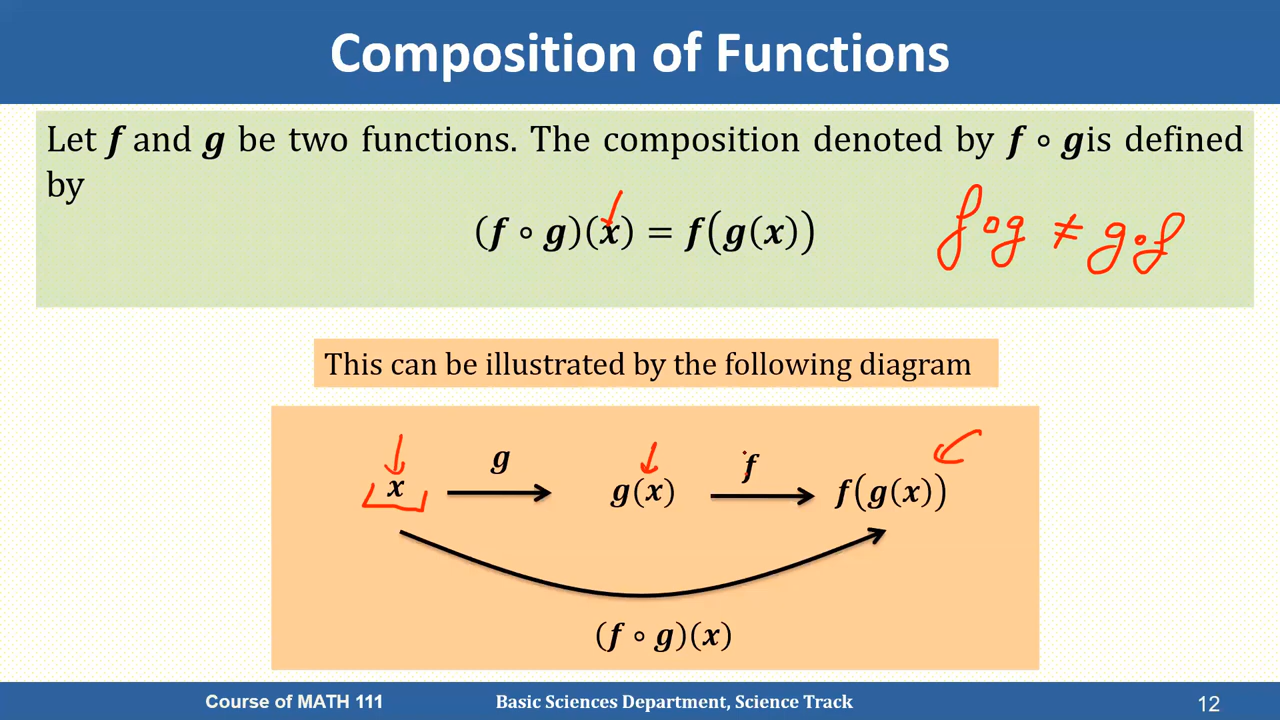 Composition of Functions
Let f and g be two functions. The composition denoted by f ∘ gis defined
by
(f ∘ g)(x) = f(g(x))
f∘g ≠ g∘f
This can be illustrated by the following diagram
x g g(x) f f(g(x))
(f ∘ g)(x)
Course of MATH 111 Basic Sciences Department, Science Track 12